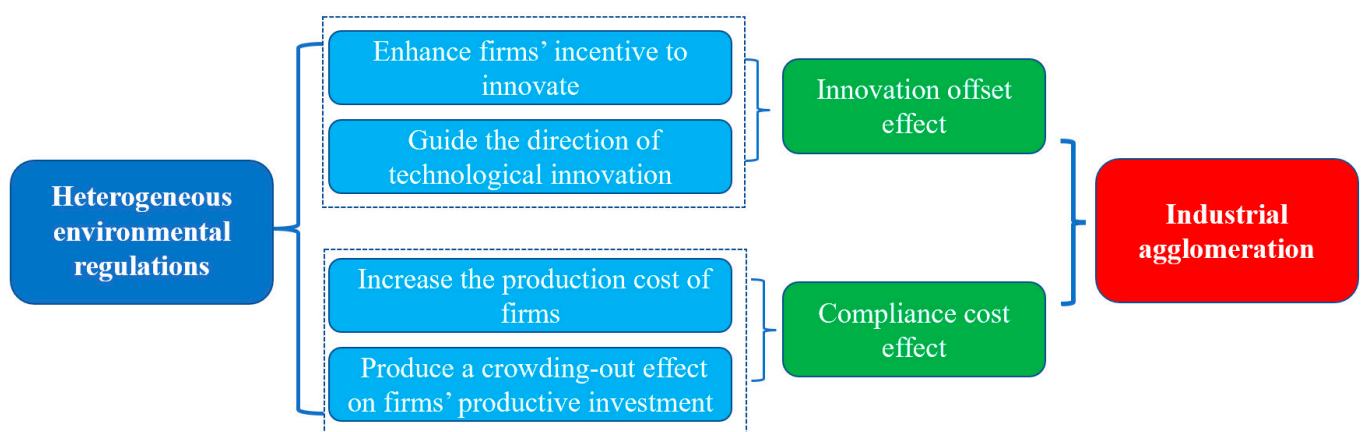 Heterogeneous
environmental
regulations
Enhance firms’ incentive to
innovate
Guide the direction of
technological innovation
Increase the production cost of
firms
Produce a crowding-out effect
on firms’ productive investment
Innovation offset
effect
Compliance cost
effect
Industrial
agglomeration